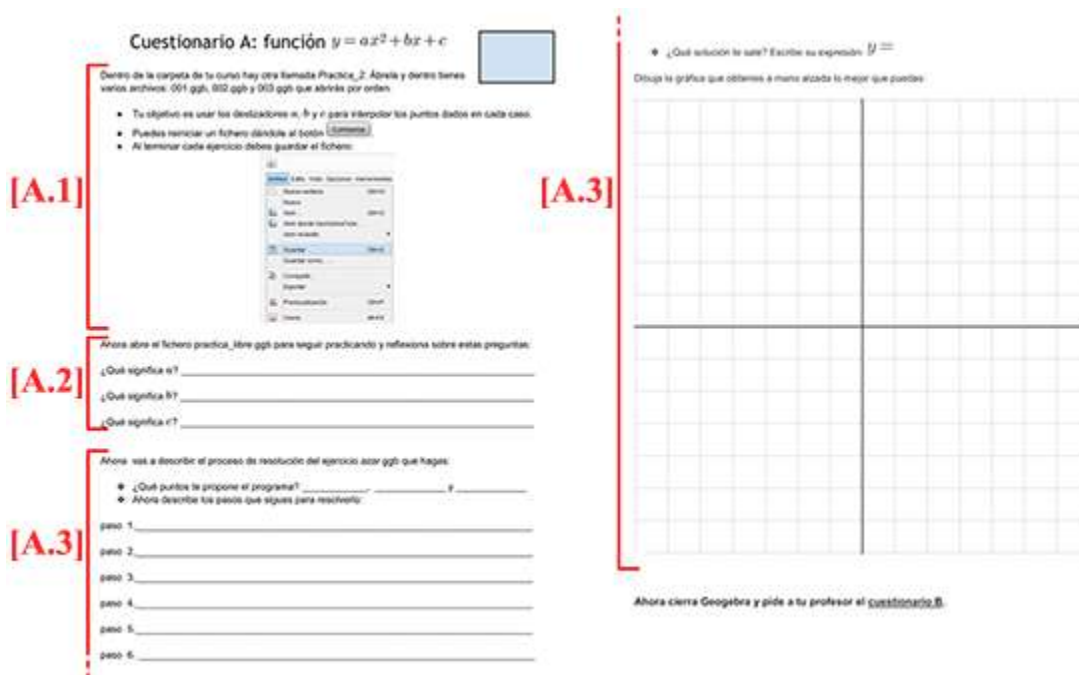 Cuestionario A: función y = ax² + bx + c
Dentro de la carpeta de tu curso hay otra llamada Practica_2. Ábrela y dentro tienes
varios archivos: 001.ggb, 002.ggb y 003.ggb que abrirás por orden.
Tu objetivo es usar los deslizadores a, b y c para interpolar los puntos dados en cada caso.
Puedes reiniciar un fichero dándole al botón
Al terminar cada ejercicio debes guardar el fichero:
[A.1]
Guardar
Ahora abre el fichero practica_libre.ggb para seguir practicando y reflexiona sobre estas preguntas:
[A.2]
¿Qué significa a?
¿Qué significa b?
¿Qué significa c?
Ahora vas a describir el proceso de resolución del ejercicio azar.ggb que hagas:
¿Qué puntos te propone el programa? , y
Ahora describe los pasos que sigues para resolverlo:
[A.3]
paso 1.
paso 2.
paso 3.
paso 4.
paso 5.
paso 6.
¿Qué solución te sale? Escribe su expresión: y =
Dibuja la gráfica que obtienes a mano alzada lo mejor que puedas:
[A.3]
Ahora cierra Geogebra y pide a tu profesor el cuestionario B.